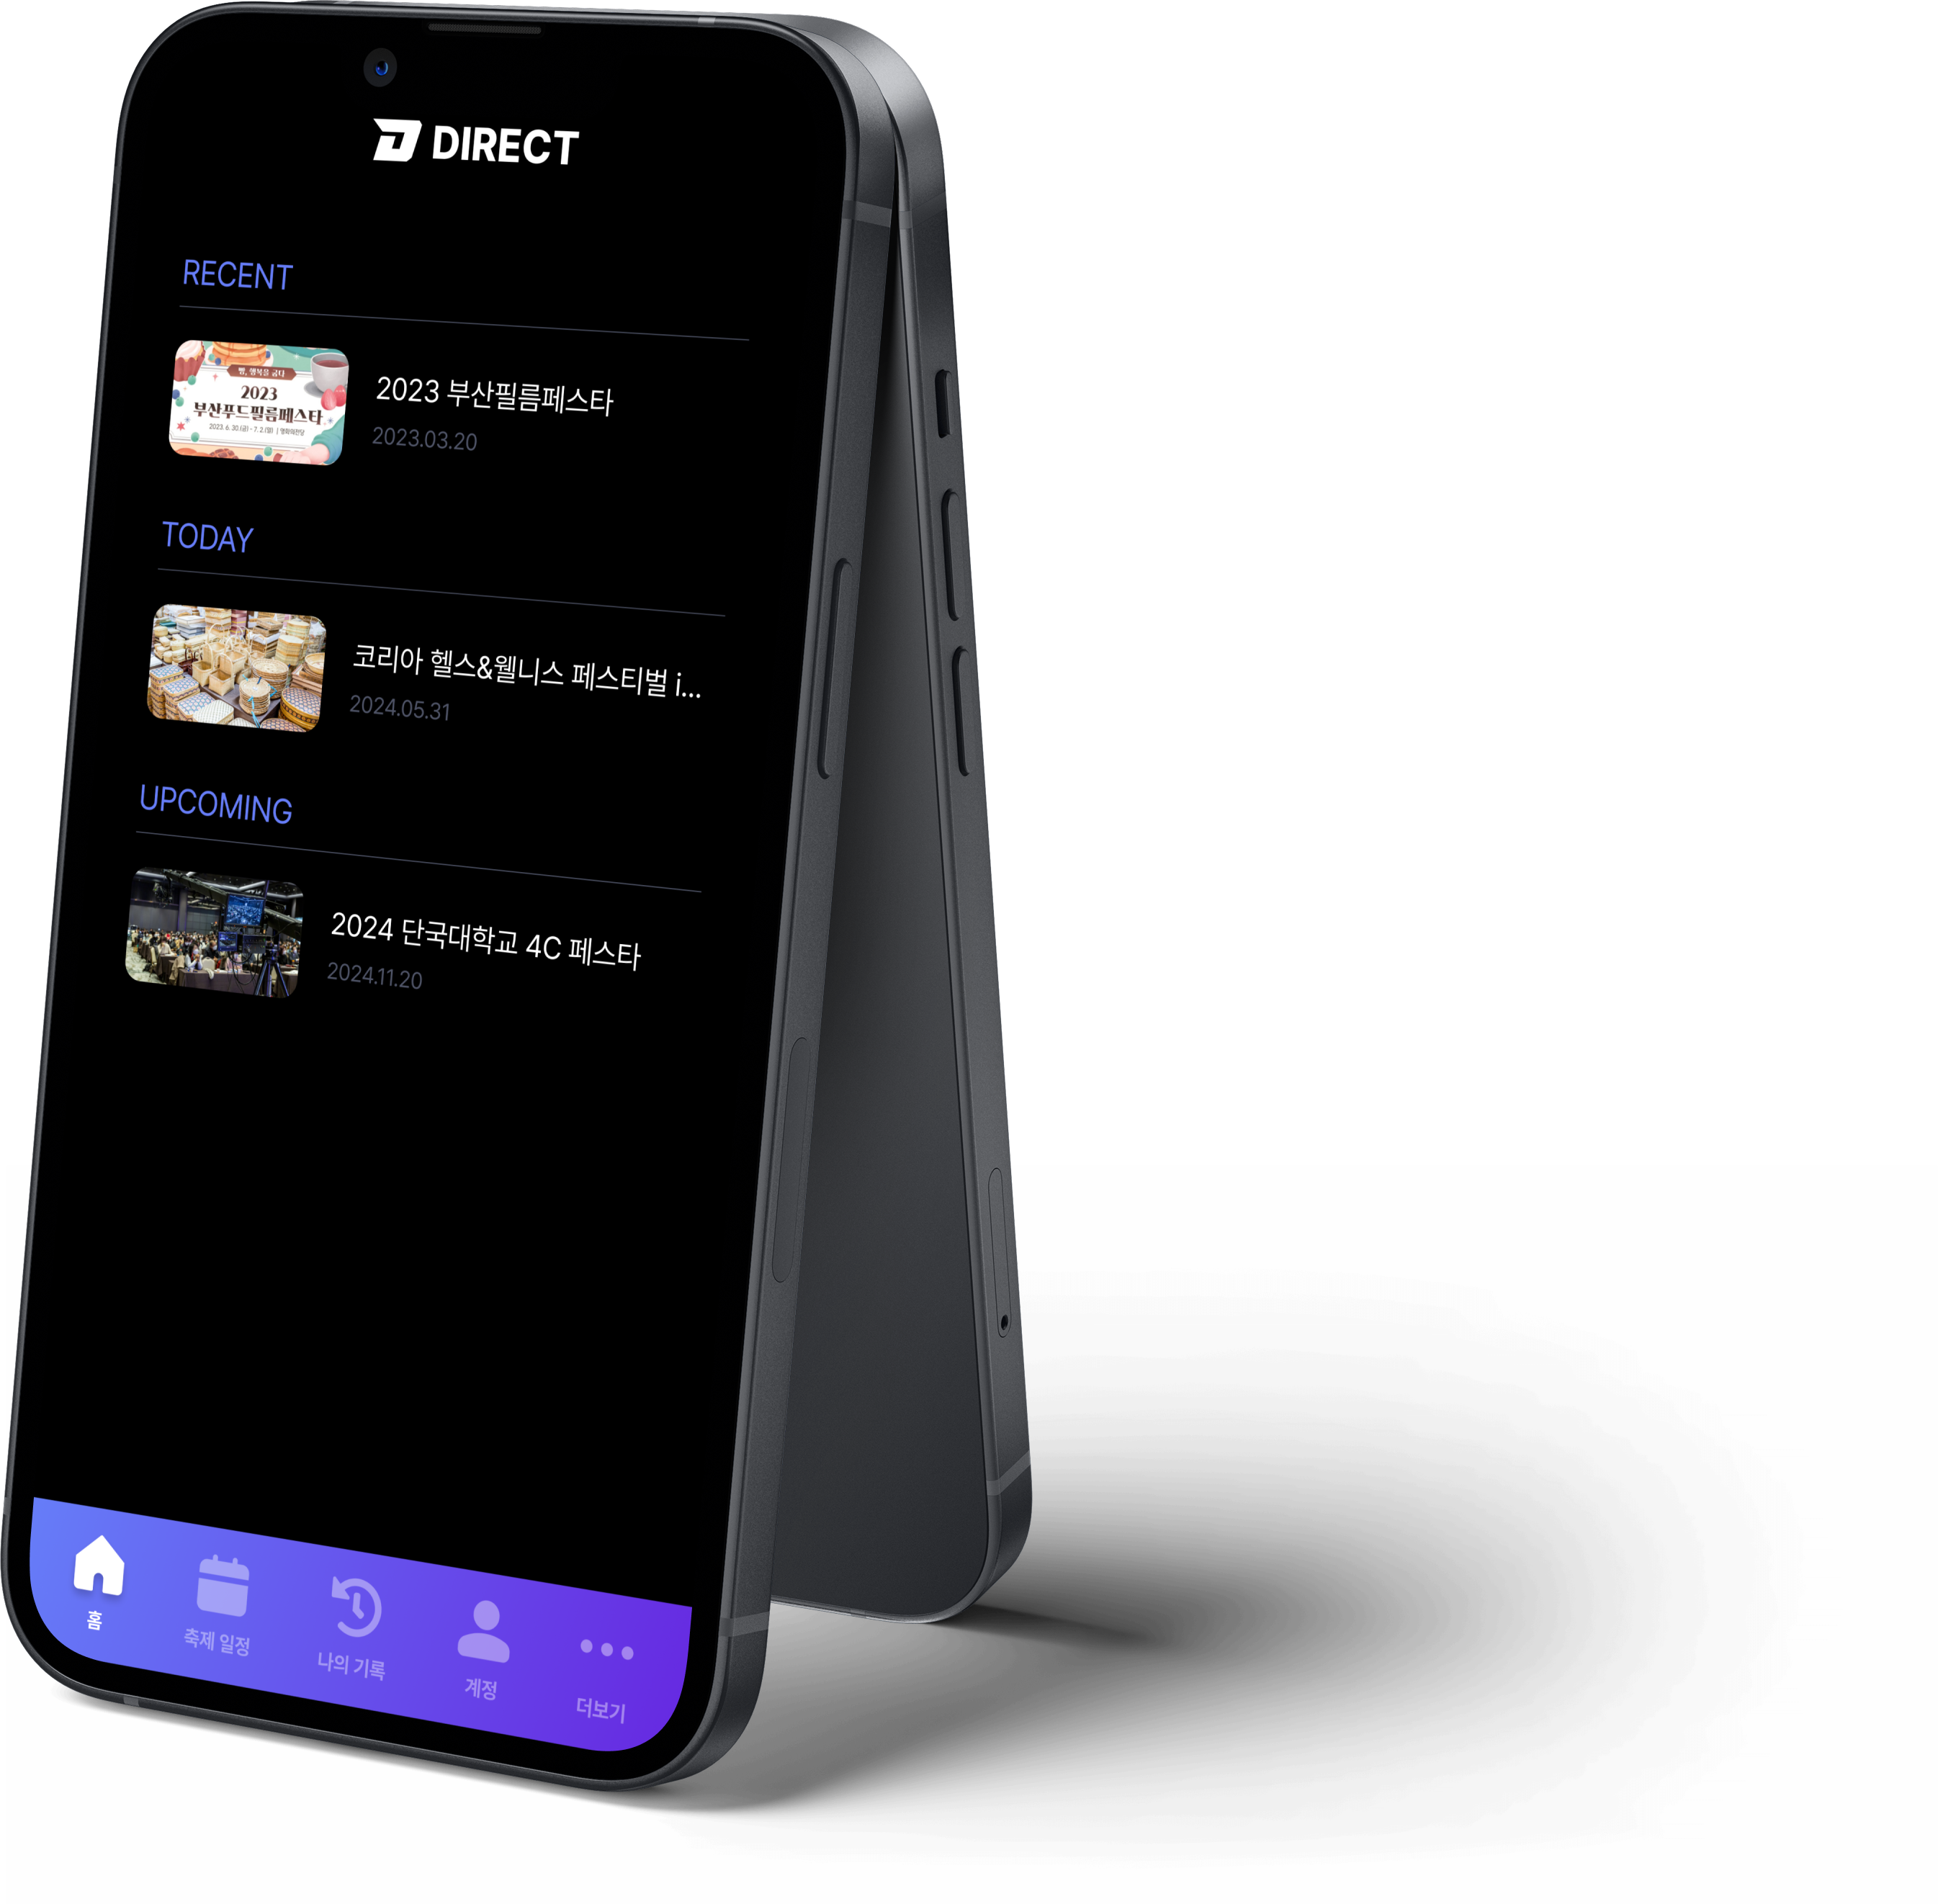 DIRECT
RECENT
빵, 행복을 굽다
2023
부산푸드필름페스타
2023. 6. 30.(금) - 7. 2.(일) | 영화의전당
2023 부산필름페스타
2023.03.20
TODAY
코리아 헬스&웰니스 페스티벌 i...
2024.05.31
UPCOMING
2024 단국대학교 4C 페스타
2024.11.20
홈
축제 일정
나의 기록
계정
더보기